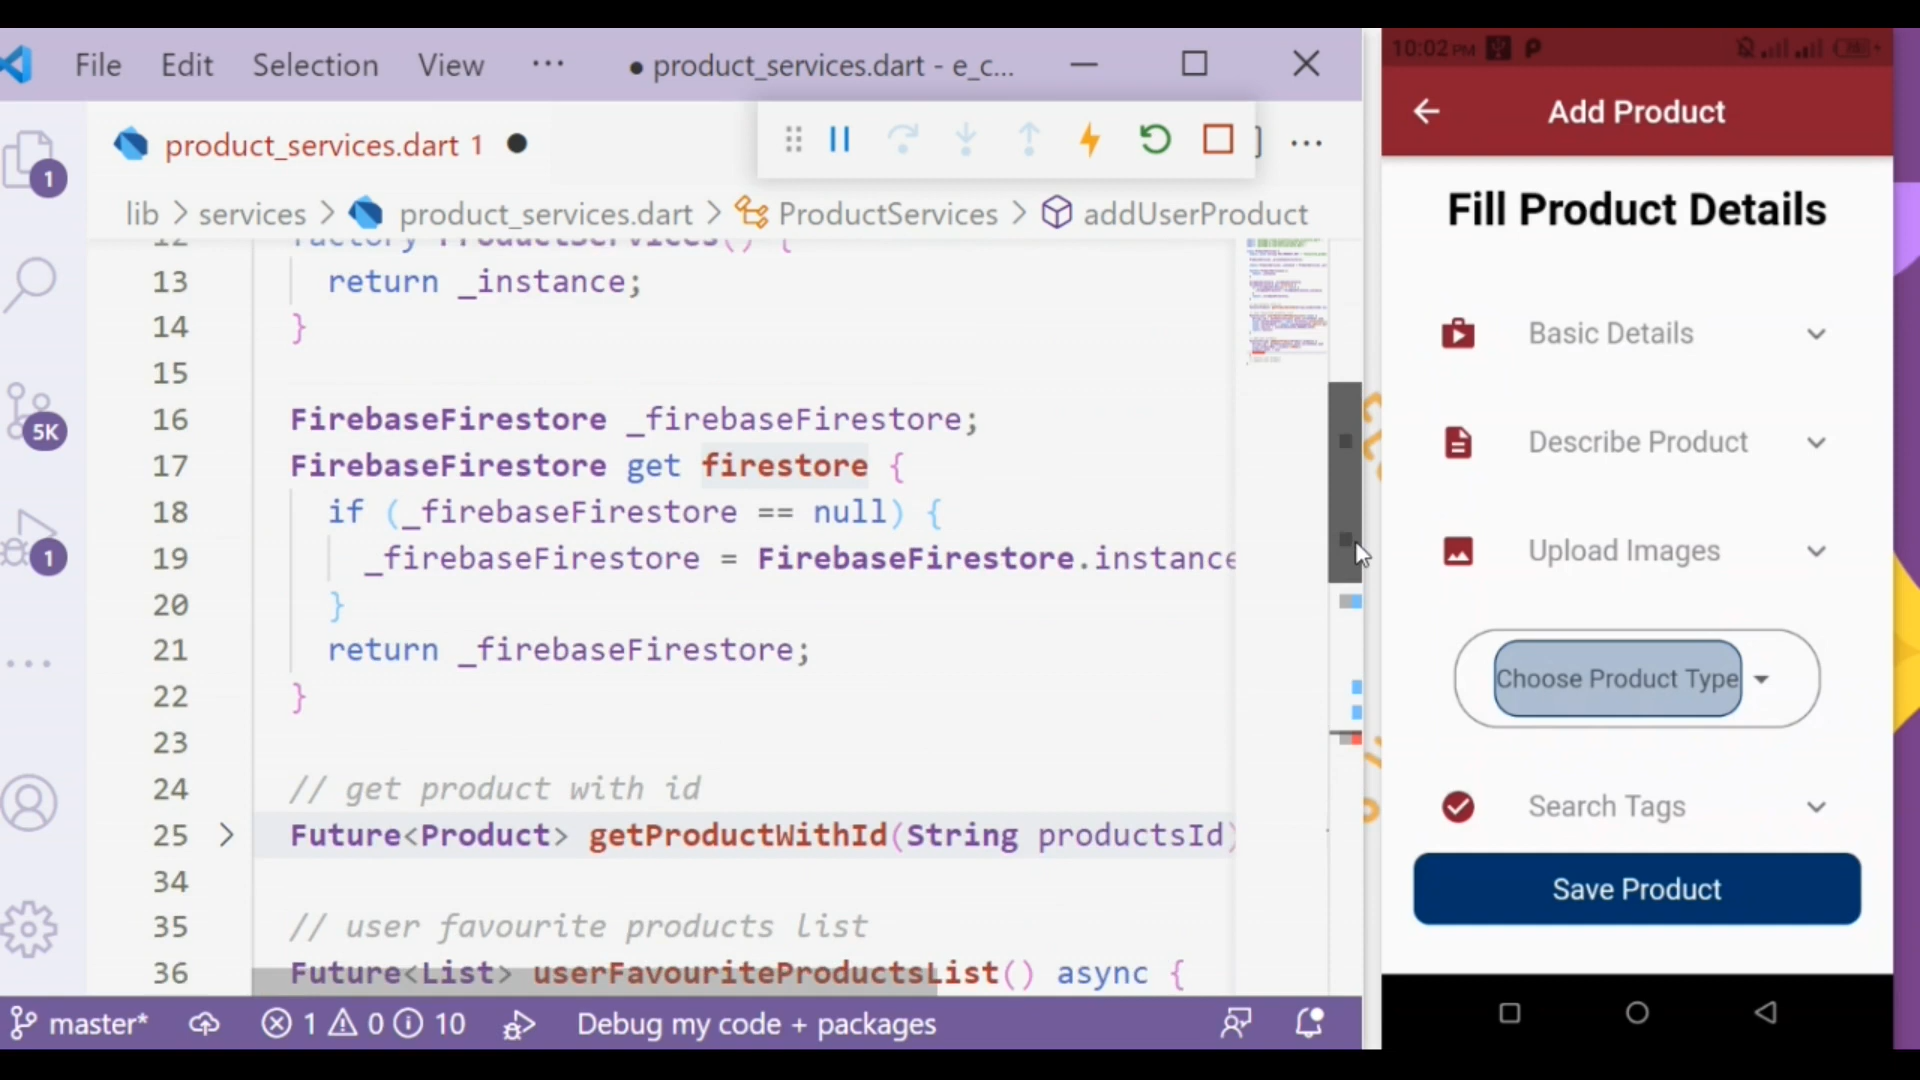 File Edit Selection View ··· ● product_services.dart - e_c...
product_services.dart 1 ●
lib > services > product_services.dart > ProductServices > addUserProduct
12 factory ProductServices() {
13 return _instance;
14 }
15
16 FirebaseFirestore _firebaseFirestore;
17 FirebaseFirestore get firestore {
18 if (_firebaseFirestore == null) {
19 _firebaseFirestore = FirebaseFirestore.instance
20 }
21 return _firebaseFirestore;
22 }
23
24 // get product with id
25 Future<Product> getProductWithId(String productsId)
34
35 // user favourite products list
36 Future<List> userFavouriteProductsList() async {
1
5K
1
master* 1 0 10 Debug my code + packages
10:02 PM
Add Product
Fill Product Details
Basic Details
Describe Product
Upload Images
Choose Product Type
Search Tags
Save Product